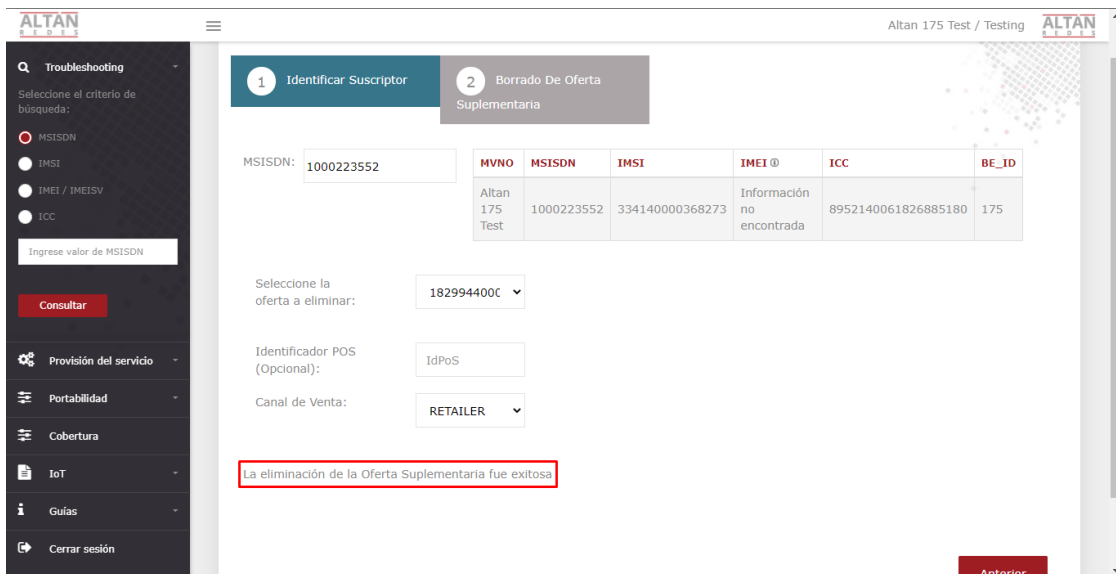 ALTÁN
REDES
Altan 175 Test / Testing
ALTÁN
REDES
Troubleshooting
Seleccione el criterio de
búsqueda:
MSISDN
IMSI
IMEI / IMEISV
ICC
Ingrese valor de MSISDN
Consultar
Provisión del servicio
Portabilidad
Cobertura
IoT
Guías
Cerrar sesión
1 Identificar Suscriptor
2 Borrado De Oferta
Suplementaria
MSISDN: 1000223552
MVNO MSISDN IMSI IMEI ICC BE_ID
Altan
175
Test
1000223552 334140000368273
Información
no
encontrada
8952140061826885180 175
Seleccione la
oferta a eliminar:
182994400
Identificador POS
(Opcional):
IdPoS
Canal de Venta:
RETAILER
La eliminación de la Oferta Suplementaria fue exitosa
Anterior